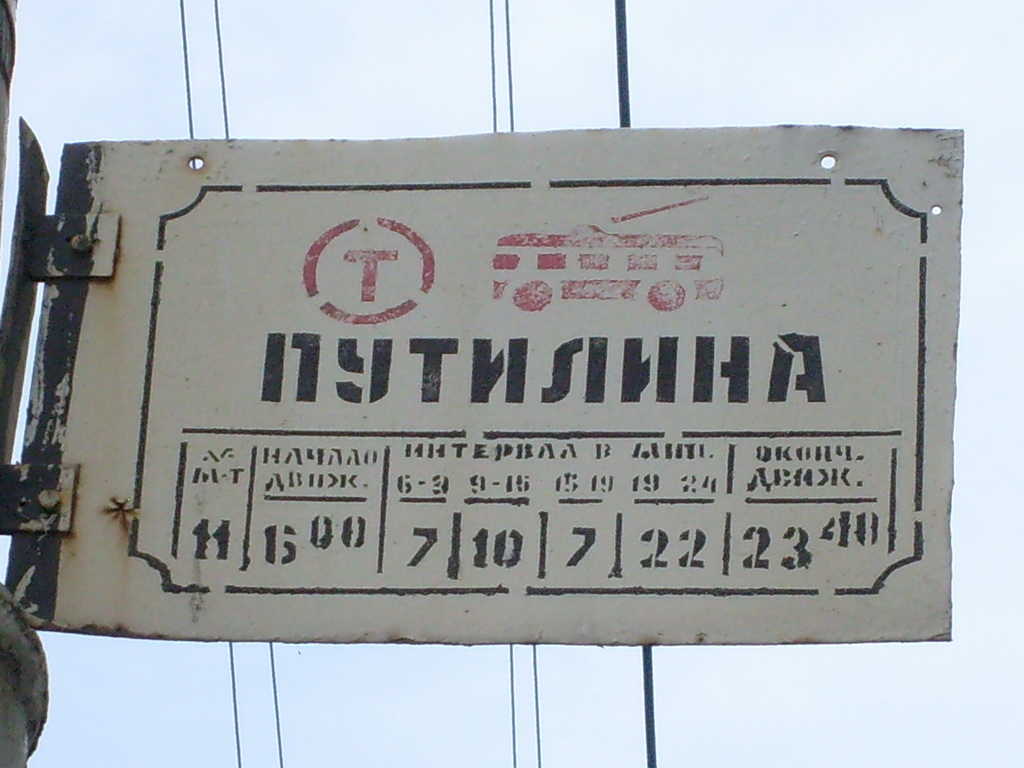 Т
ПУТИЛИНА
№ НАЧАЛО ИНТЕРВАЛ В МИН. ОКОНЧ.
М-Т ДВИЖ. 6-9 9-15 15 19 19 24 ДВИЖ.
11 6 00 7 10 7 22 23 40